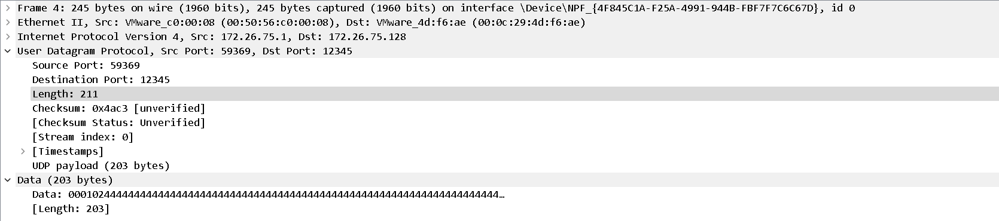 Frame 4: 245 bytes on wire (1960 bits), 245 bytes captured (1960 bits) on interface \Device\NPF_{4F845C1A-F25A-4991-944B-FBF7F7C6C67D}, id 0
Ethernet II, Src: VMware_c0:00:08 (00:50:56:c0:00:08), Dst: VMware_4d:f6:ae (00:0c:29:4d:f6:ae)
Internet Protocol Version 4, Src: 172.26.75.1, Dst: 172.26.75.128
User Datagram Protocol, Src Port: 59369, Dst Port: 12345
Source Port: 59369
Destination Port: 12345
Length: 211
Checksum: 0x4ac3 [unverified]
[Checksum Status: Unverified]
[Stream index: 0]
[Timestamps]
UDP payload (203 bytes)
Data (203 bytes)
Data: 000102444444444444444444444444444444444444444444444444444444444444444444…
[Length: 203]